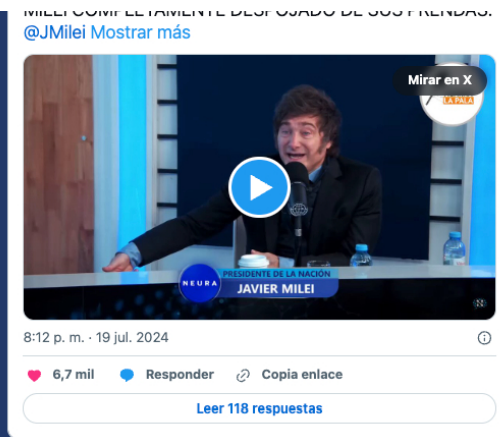 MILEI COMPLETAMENTE DESPOJADO DE SUS PRENDAS.
@JMilei Mostrar más
Mirar en X
LA PALA
PRESIDENTE DE LA NACIÓN
NEURA
JAVIER MILEI
8:12 p. m. · 19 jul. 2024
6,7 mil Responder Copia enlace
Leer 118 respuestas